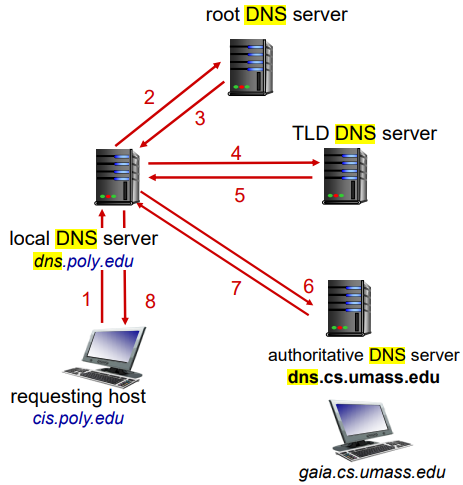 root DNS server
2
3
TLD DNS server
4
5
local DNS server
dns.poly.edu
1
8
7
6
authoritative DNS server
dns.cs.umass.edu
requesting host
cis.poly.edu
gaia.cs.umass.edu